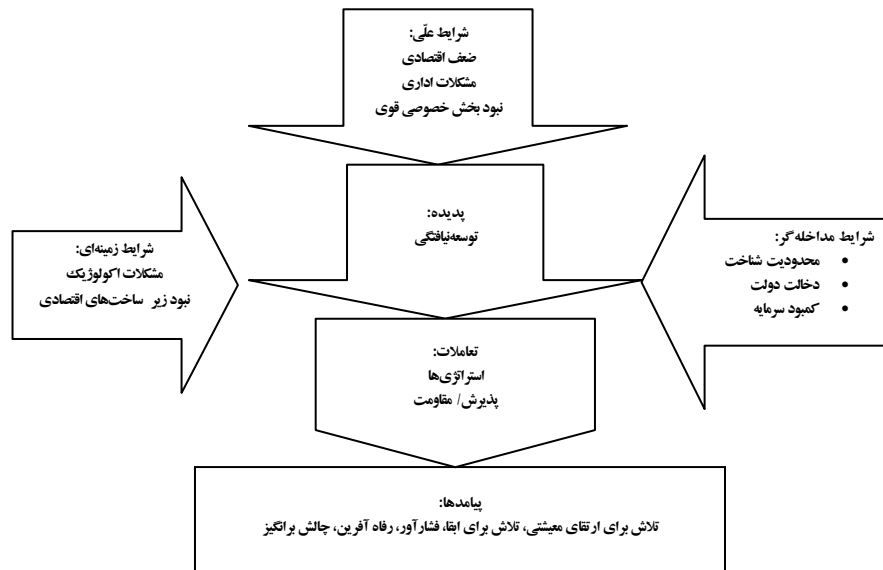 شرایط علّی:
ضعف اقتصادی
مشکلات اداری
نبود بخش خصوصی قوی
پدیده:
توسعه‌نیافتگی
شرایط مداخله‌گر:
• محدودیت شناخت
• دخالت دولت
• کمبود سرمایه
شرایط زمینه‌ای:
مشکلات اکولوژیک
نبود زیر ساخت‌های اقتصادی
تعاملات:
استراتژی‌ها
پذیرش/ مقاومت
پیامدها:
تلاش برای ارتقای معیشتی، تلاش برای ابقا، فشارآور، رفاه آفرین، چالش برانگیز